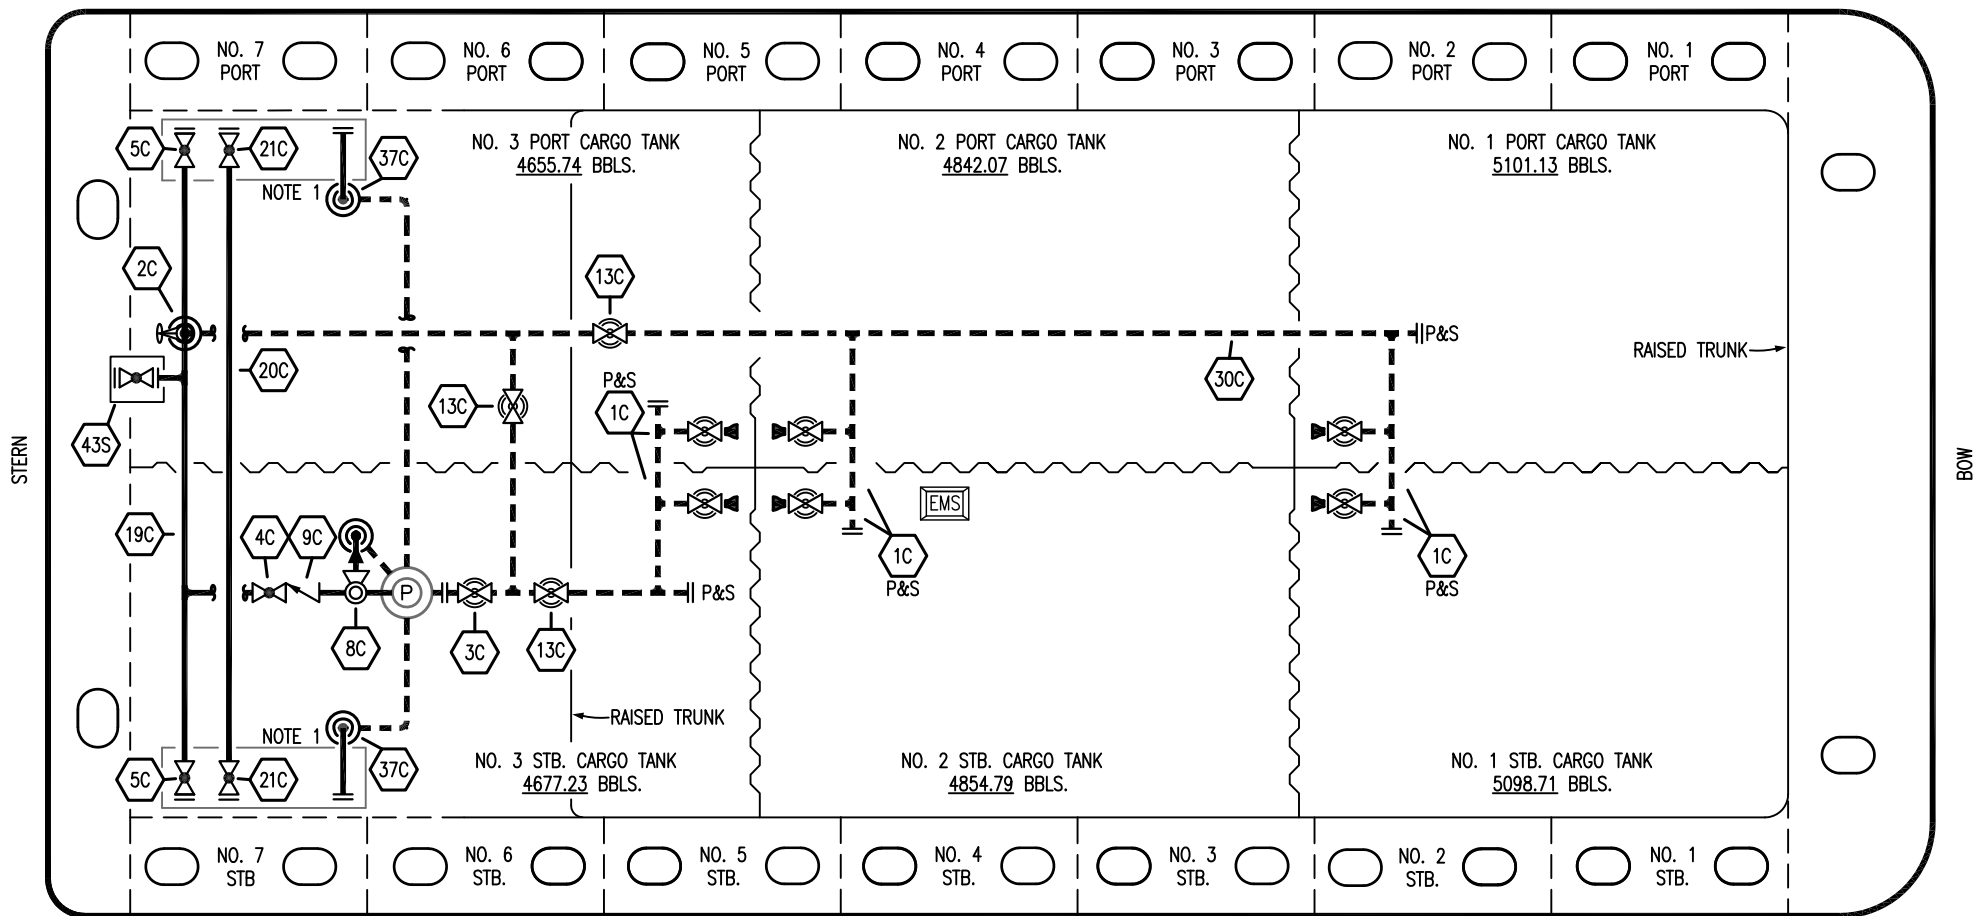 NO. 7
PORT
NO. 6
PORT
NO. 5
PORT
NO. 4
PORT
NO. 3
PORT
NO. 2
PORT
NO. 1
PORT
5C
21C
37C
NOTE 1
NO. 3 PORT CARGO TANK
4655.74 BBLS.
NO. 2 PORT CARGO TANK
4842.07 BBLS.
NO. 1 PORT CARGO TANK
5101.13 BBLS.
2C
13C
P&S
RAISED TRUNK
20C
30C
P&S
13C
1C
43S
STERN
BOW
EMS
19C
4C
9C
1C
P&S
1C
P&S
P
P&S
8C
3C
13C
RAISED TRUNK
NOTE 1
5C
21C
37C
NO. 3 STB. CARGO TANK
4677.23 BBLS.
NO. 2 STB. CARGO TANK
4854.79 BBLS.
NO. 1 STB. CARGO TANK
5098.71 BBLS.
NO. 7
STB
NO. 6
STB.
NO. 5
STB.
NO. 4
STB.
NO. 3
STB.
NO. 2
STB.
NO. 1
STB.